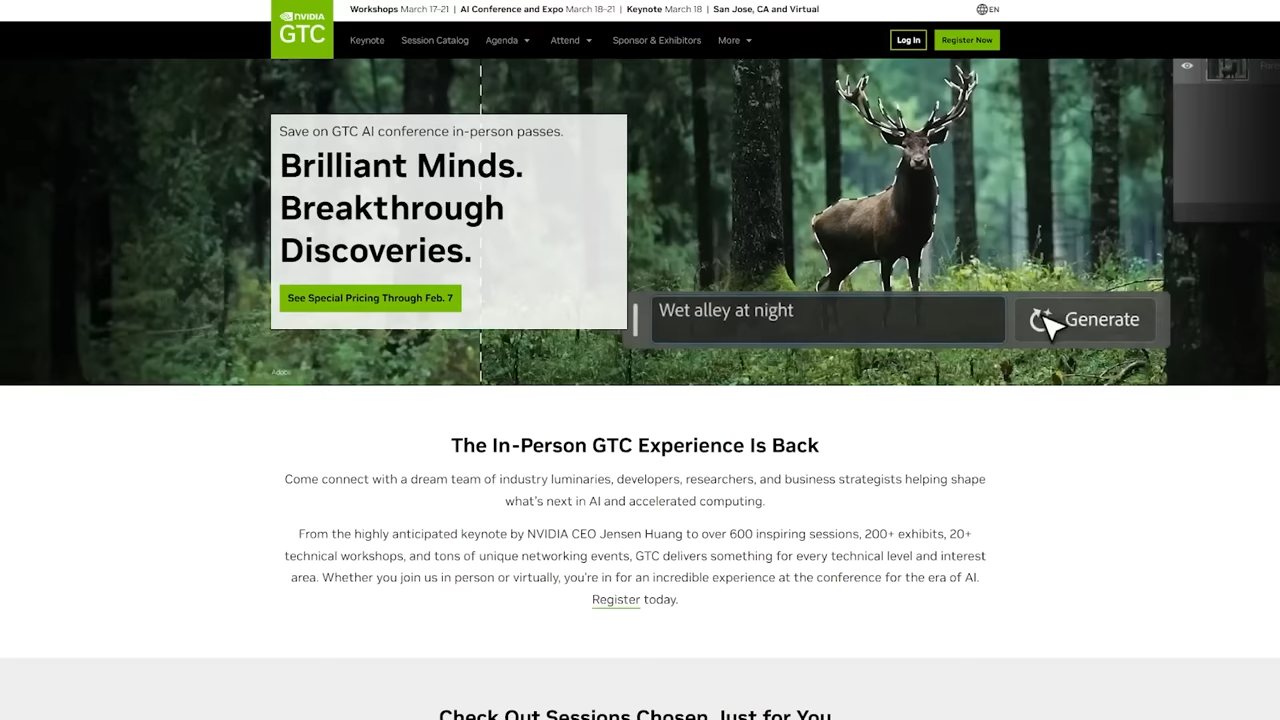 Workshops March 17-21 | AI Conference and Expo March 18-21 | Keynote March 18 | San Jose, CA and Virtual
EN
NVIDIA
GTC
Keynote Session Catalog Agenda Attend Sponsor & Exhibitors More
Log In
Register Now
Save on GTC AI conference in-person passes.
Brilliant Minds.
Breakthrough
Discoveries.
See Special Pricing Through Feb. 7
Wet alley at night
Generate
Adobe
The In-Person GTC Experience Is Back
Come connect with a dream team of industry luminaries, developers, researchers, and business strategists helping shape
what's next in AI and accelerated computing.
From the highly anticipated keynote by NVIDIA CEO Jensen Huang to over 600 inspiring sessions, 200+ exhibits, 20+
technical workshops, and tons of unique networking events, GTC delivers something for every technical level and interest
area. Whether you join us in person or virtually, you're in for an incredible experience at the conference for the era of AI.
Register today.
Check Out Sessions Chosen Just for You